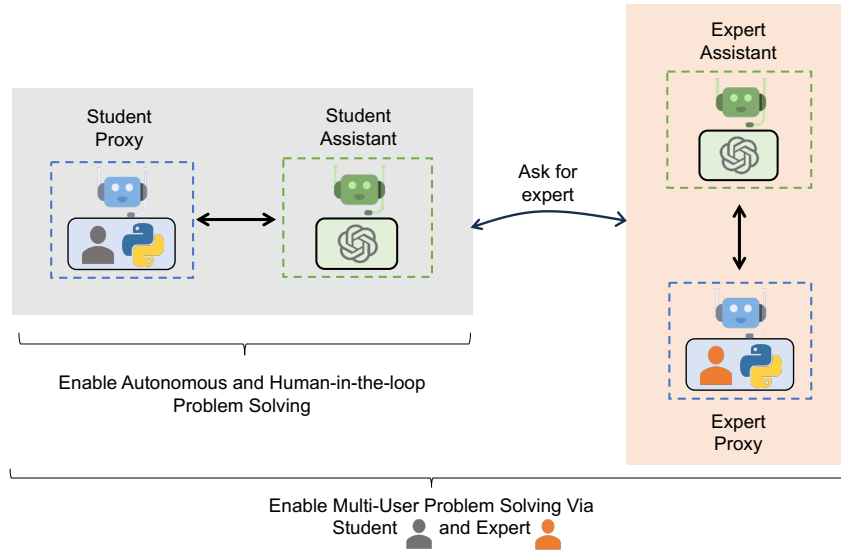 Student
Proxy
Student
Assistant
Ask for
expert
Expert
Assistant
Expert
Proxy
Enable Autonomous and Human-in-the-loop
Problem Solving
Enable Multi-User Problem Solving Via
Student and Expert